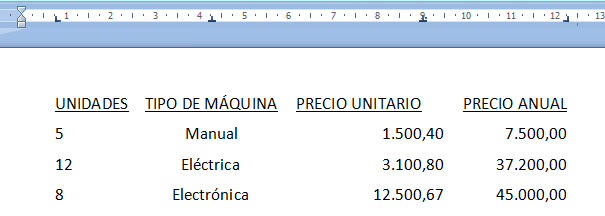 1 2 3 4 5 6 7 8 9 10 11 12 13
UNIDADES TIPO DE MÁQUINA PRECIO UNITARIO PRECIO ANUAL
5 Manual 1.500,40 7.500,00
12 Eléctrica 3.100,80 37.200,00
8 Electrónica 12.500,67 45.000,00